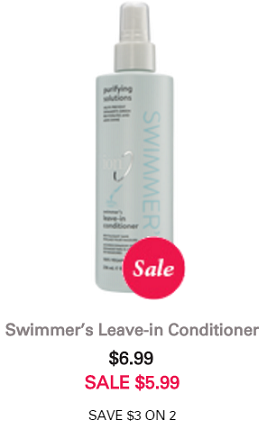 purifying
solutions
SWIMMER
ion
swimmer's
leave-in
conditioner
Sale
Swimmer's Leave-in Conditioner
$6.99
SALE $5.99
SAVE $3 ON 2